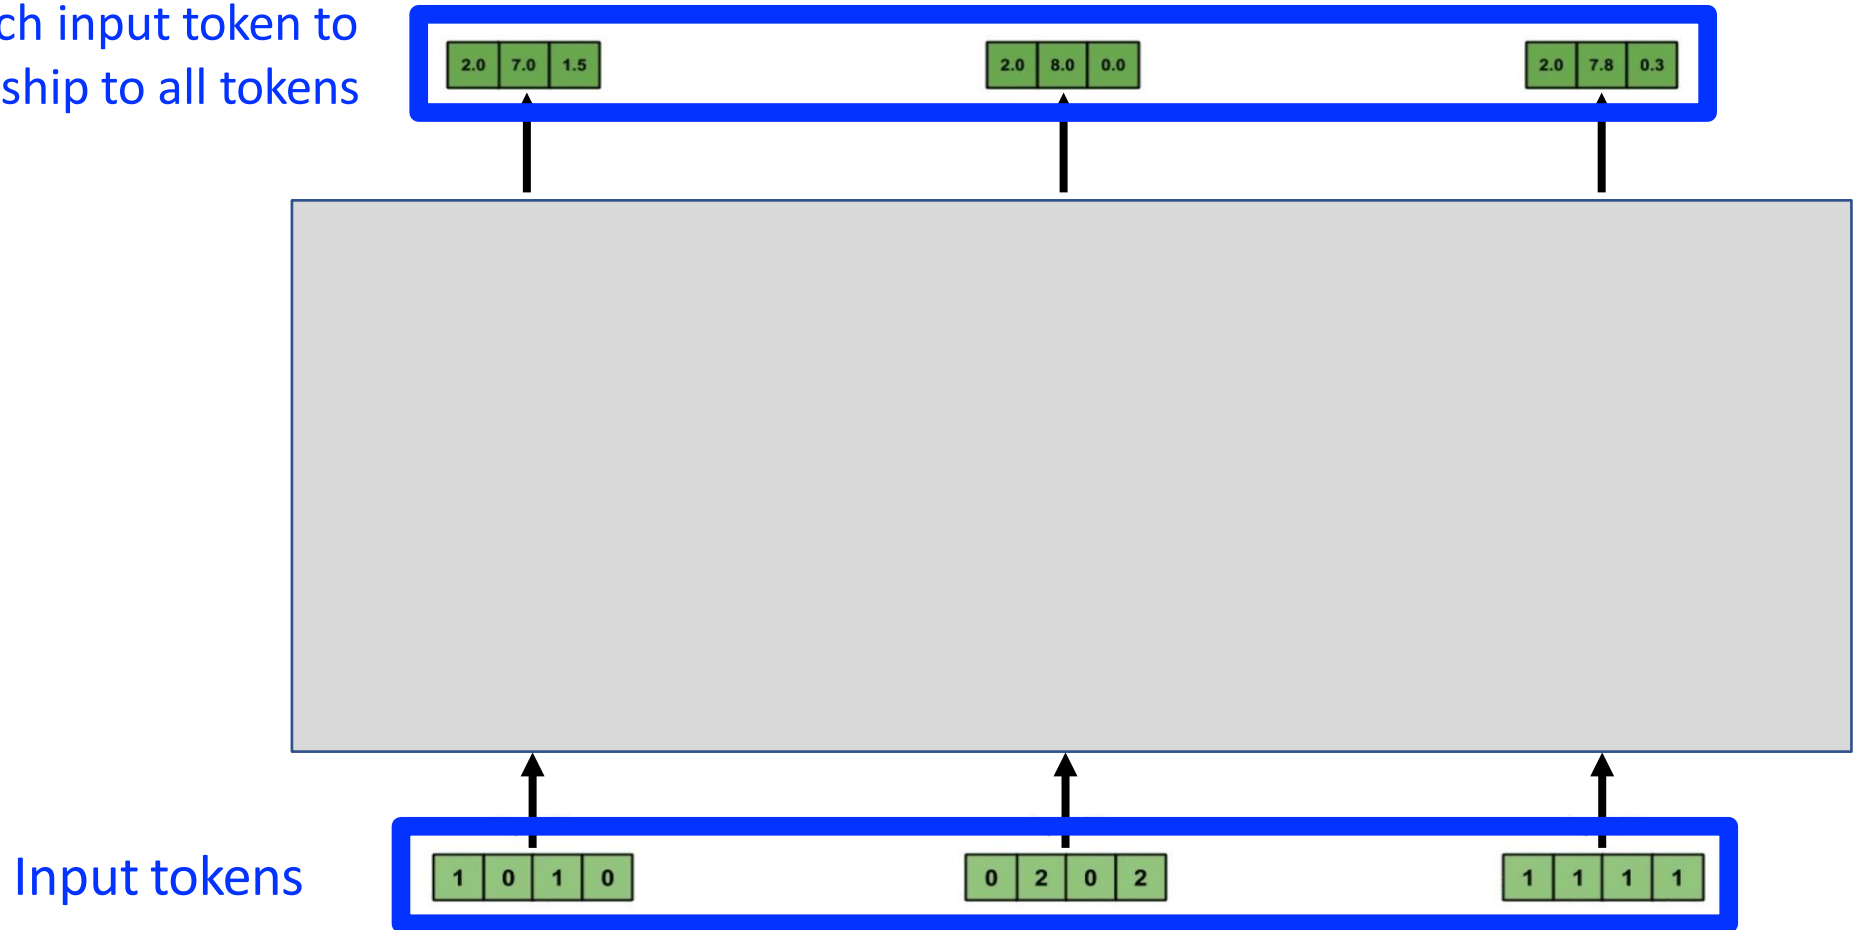 ch input token to
ship to all tokens
2.0 7.0 1.5
2.0 8.0 0.0
2.0 7.8 0.3
Input tokens
1 0 1 0
0 2 0 2
1 1 1 1